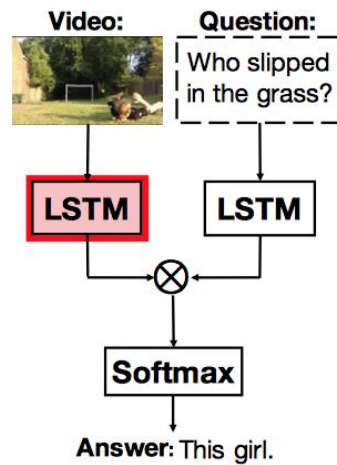 Video:
Question:
Who slipped
in the grass?
LSTM
LSTM
Softmax
Answer: This girl.